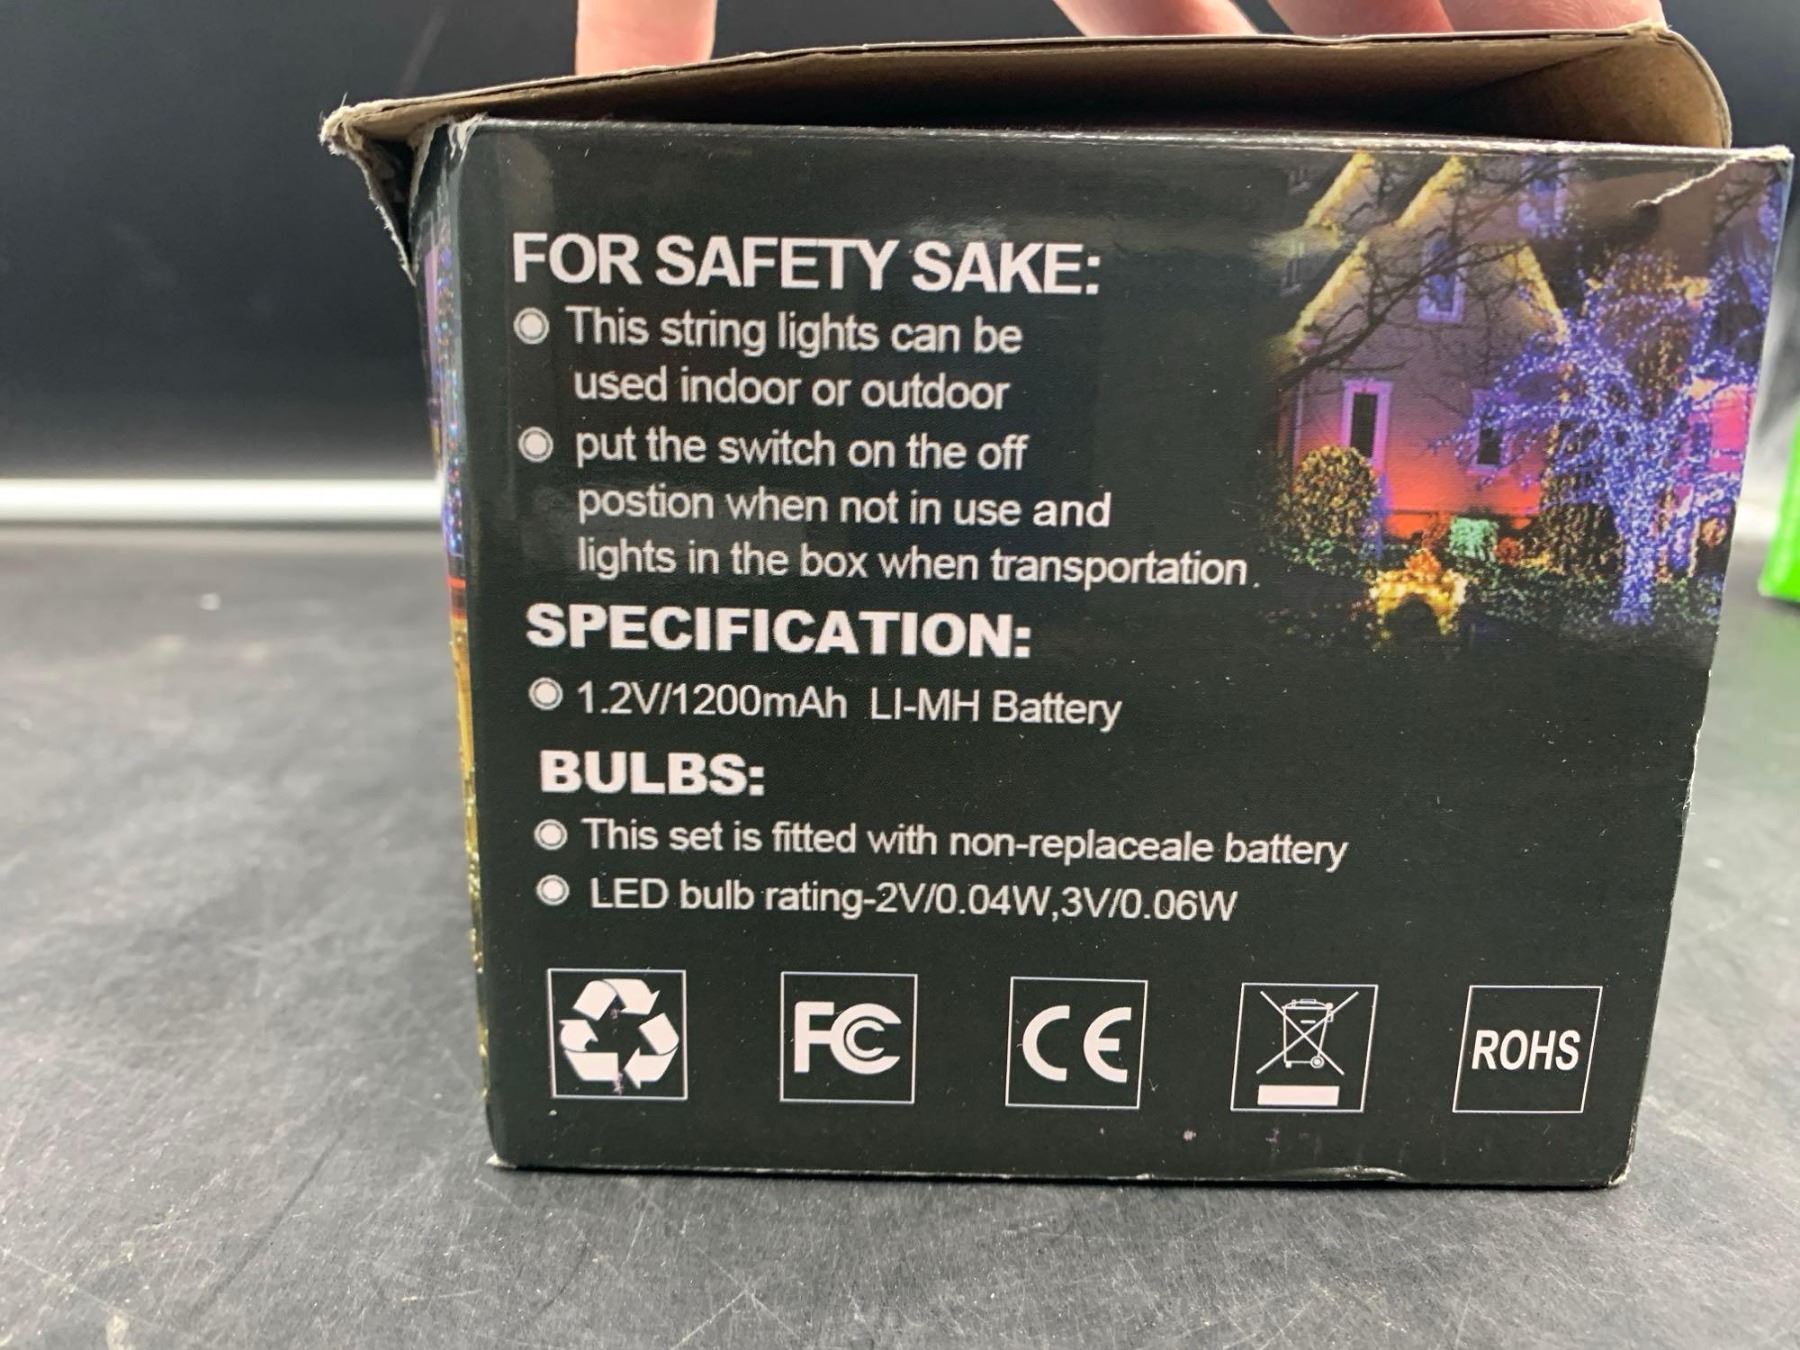 FOR SAFETY SAKE:
This string lights can be
used indoor or outdoor
put the switch on the off
postion when not in use and
lights in the box when transportation.
SPECIFICATION:
1.2V/1200mAh LI-MH Battery
BULBS:
This set is fitted with non-replaceale battery
LED bulb rating-2V/0.04W,3V/0.06W
FC CE ROHS